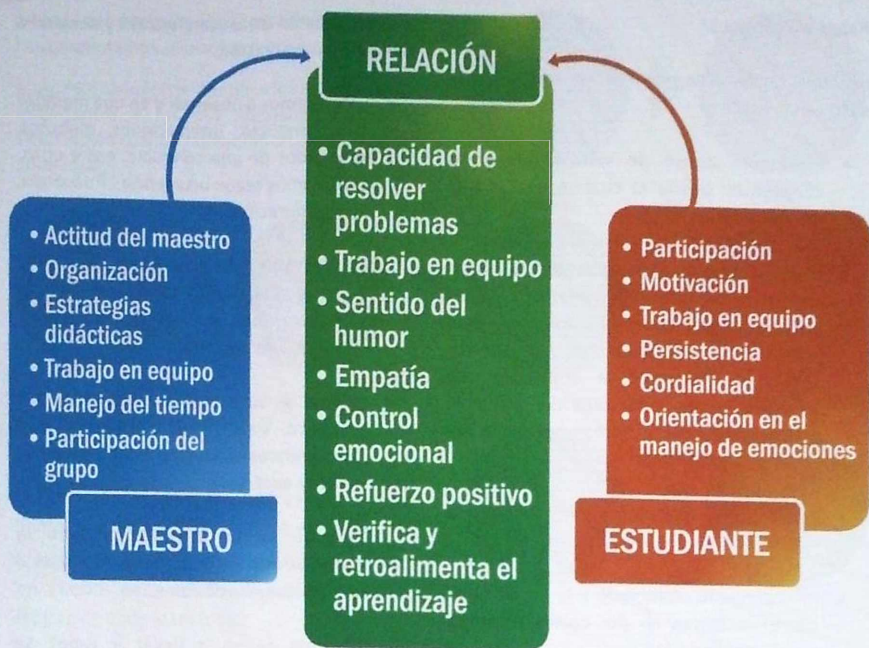 RELACIÓN
• Capacidad de
resolver
problemas
• Trabajo en equipo
• Sentido del
humor
• Empatía
• Control
emocional
• Refuerzo positivo
• Verifica y
retroalimenta el
aprendizaje
• Actitud del maestro
• Organización
• Estrategias
didácticas
• Trabajo en equipo
• Manejo del tiempo
• Participación del
grupo
MAESTRO
• Participación
• Motivación
• Trabajo en equipo
• Persistencia
• Cordialidad
• Orientación en el
manejo de emociones
ESTUDIANTE